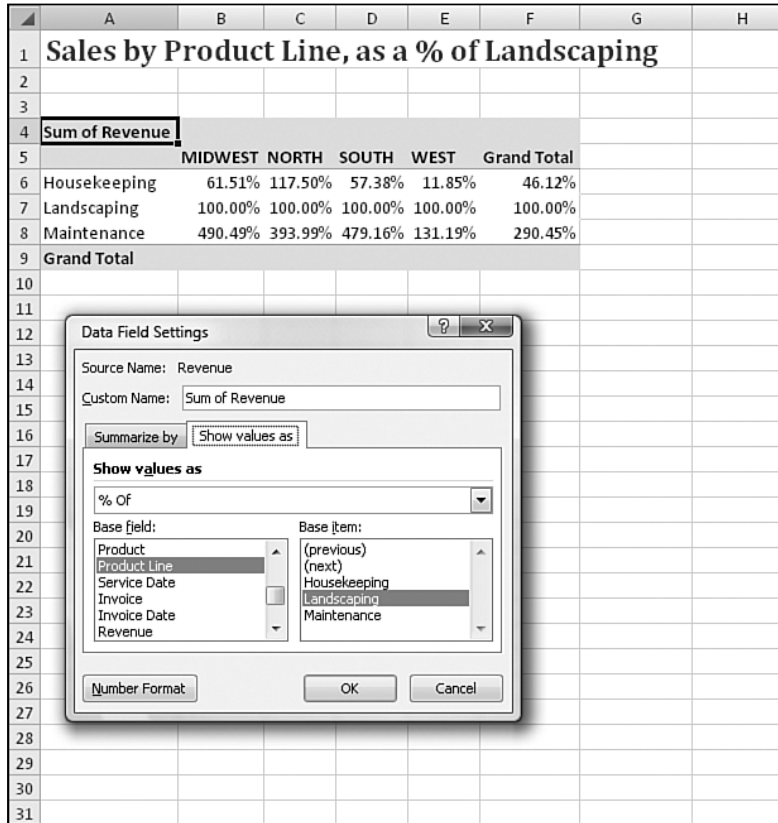 A B C D E F G H
1 Sales by Product Line, as a % of Landscaping
2
3
4 Sum of Revenue
5 MIDWEST NORTH SOUTH WEST Grand Total
6 Housekeeping 61.51% 117.50% 57.38% 11.85% 46.12%
7 Landscaping 100.00% 100.00% 100.00% 100.00% 100.00%
8 Maintenance 490.49% 393.99% 479.16% 131.19% 290.45%
9 Grand Total
10
11
12
13
14
15
16
17
18
19
20
21
22
23
24
25
26
27
28
29
30
31
Data Field Settings ? X
Source Name: Revenue
Custom Name: Sum of Revenue
Summarize by Show values as
Show values as
% Of
Base field: Base item:
Product (previous)
Product Line (next)
Service Date Housekeeping
Invoice Landscaping
Invoice Date Maintenance
Revenue
Number Format OK Cancel